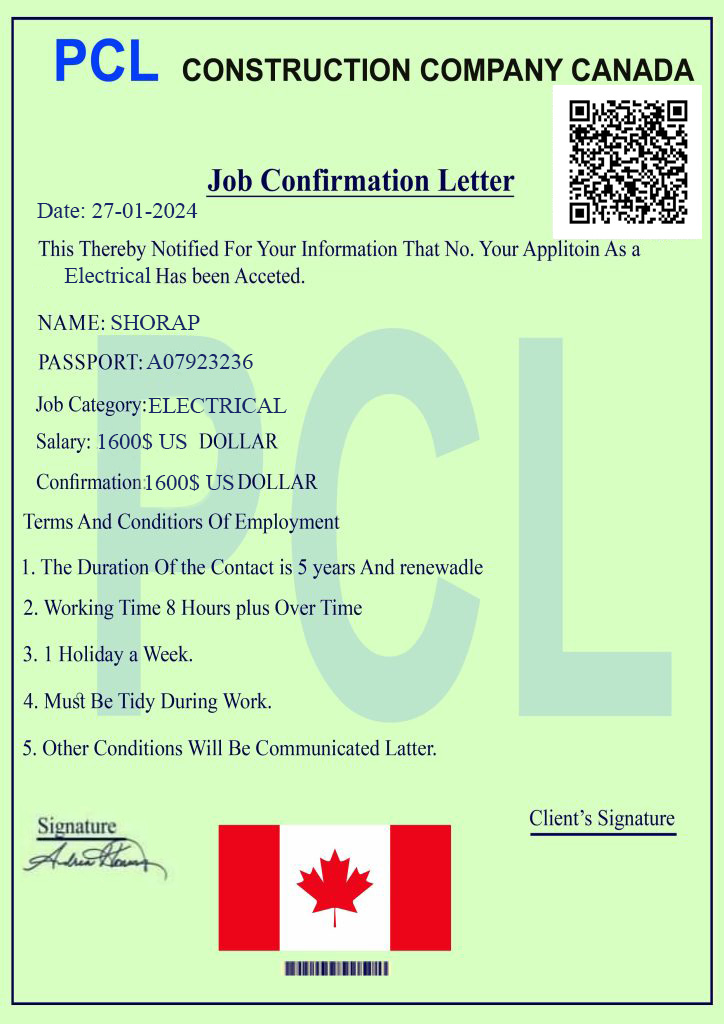 PCL CONSTRUCTION COMPANY CANADA
Job Confirmation Letter
Date: 27-01-2024
This Thereby Notified For Your Information That No. Your Applitoin As a
Electrical Has been Acceted.
NAME: SHORAP
PASSPORT: A07923236
Job Category: ELECTRICAL
Salary: 1600$ US DOLLAR
Confirmation: 1600$ US DOLLAR
Terms And Conditiors Of Employment
1. The Duration Of the Contact is 5 years And renewadle
2. Working Time 8 Hours plus Over Time
3. 1 Holiday a Week.
4. Must Be Tidy During Work.
5. Other Conditions Will Be Communicated Latter.
PCL
Signature
Client's Signature